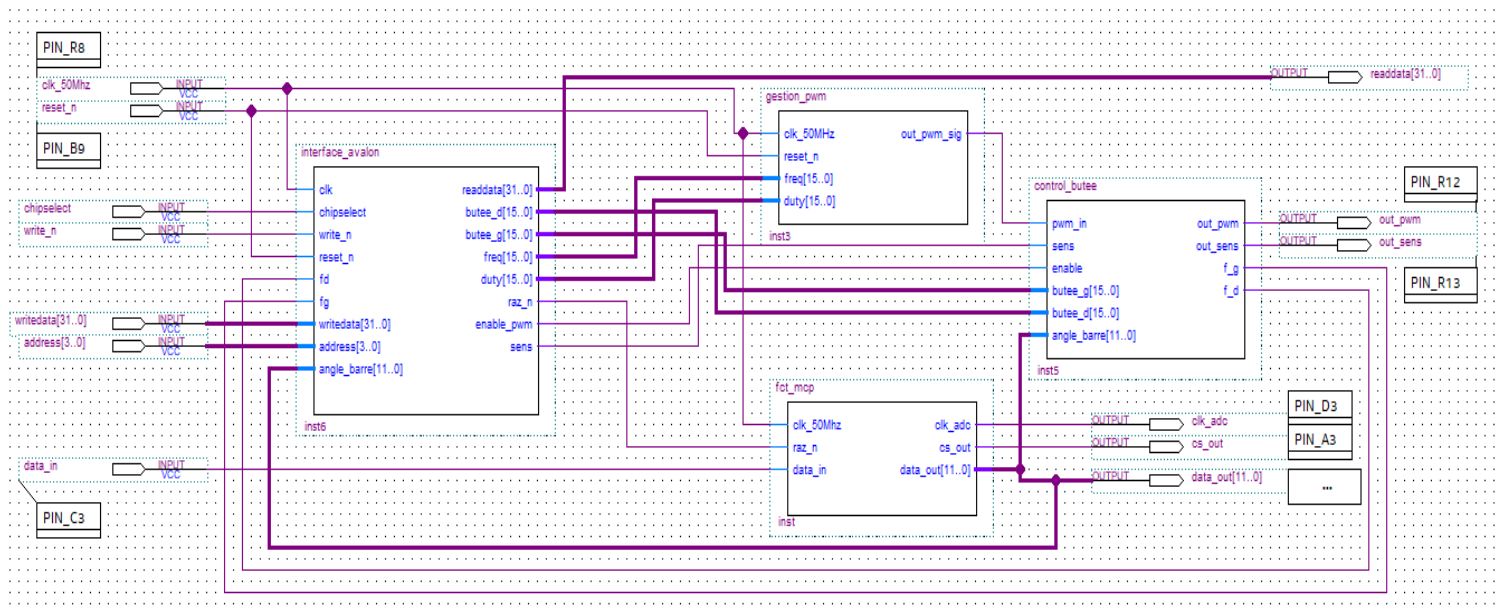 PIN_R8
clk_50Mhz INPUT VCC
reset_n INPUT VCC
PIN_B9
chipselect INPUT VCC
write_n INPUT VCC
writedata[31..0] INPUT VCC
address[3..0] INPUT VCC
data_in INPUT VCC
PIN_C3
interface_avalon
clk readdata[31..0]
chipselect butee_d[15..0]
write_n butee_g[15..0]
reset_n freq[15..0]
fd duty[15..0]
fg raz_n
writedata[31..0] enable_pwm
address[3..0] sens
angle_barre[11..0]
inst6
gestion_pwm
clk_50MHz out_pwm_sig
reset_n
freq[15..0]
duty[15..0]
inst3
fct_mcp
clk_50Mhz clk_adc
raz_n cs_out
data_in data_out[11..0]
inst
control_butee
pwm_in out_pwm
sens out_sens
enable f_g
butee_g[15..0] f_d
butee_d[15..0]
angle_barre[11..0]
inst5
OUTPUT readdata[31..0]
PIN_R12
OUTPUT out_pwm
OUTPUT out_sens
PIN_R13
PIN_D3
OUTPUT clk_adc
PIN_A3
OUTPUT cs_out
OUTPUT data_out[11..0]
...